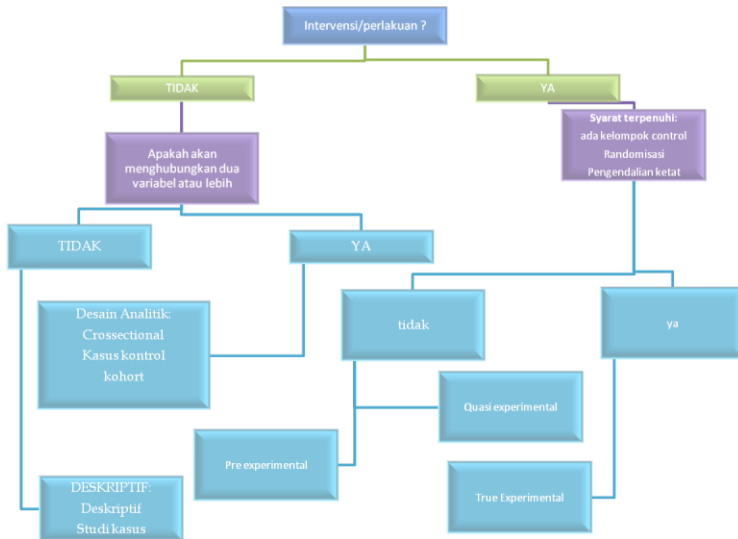 Intervensi/perlakuan ?
TIDAK
YA
Apakah akan
menghubungkan dua
variabel atau lebih
Syarat terpenuhi:
ada kelompok control
Randomisasi
Pengendalian ketat
TIDAK
YA
Desain Analitik:
Crossectional
Kasus kontrol
kohort
tidak
ya
Quasi experimental
Pre experimental
DESKRIPTIF:
Deskriptif
Studi kasus
True Experimental